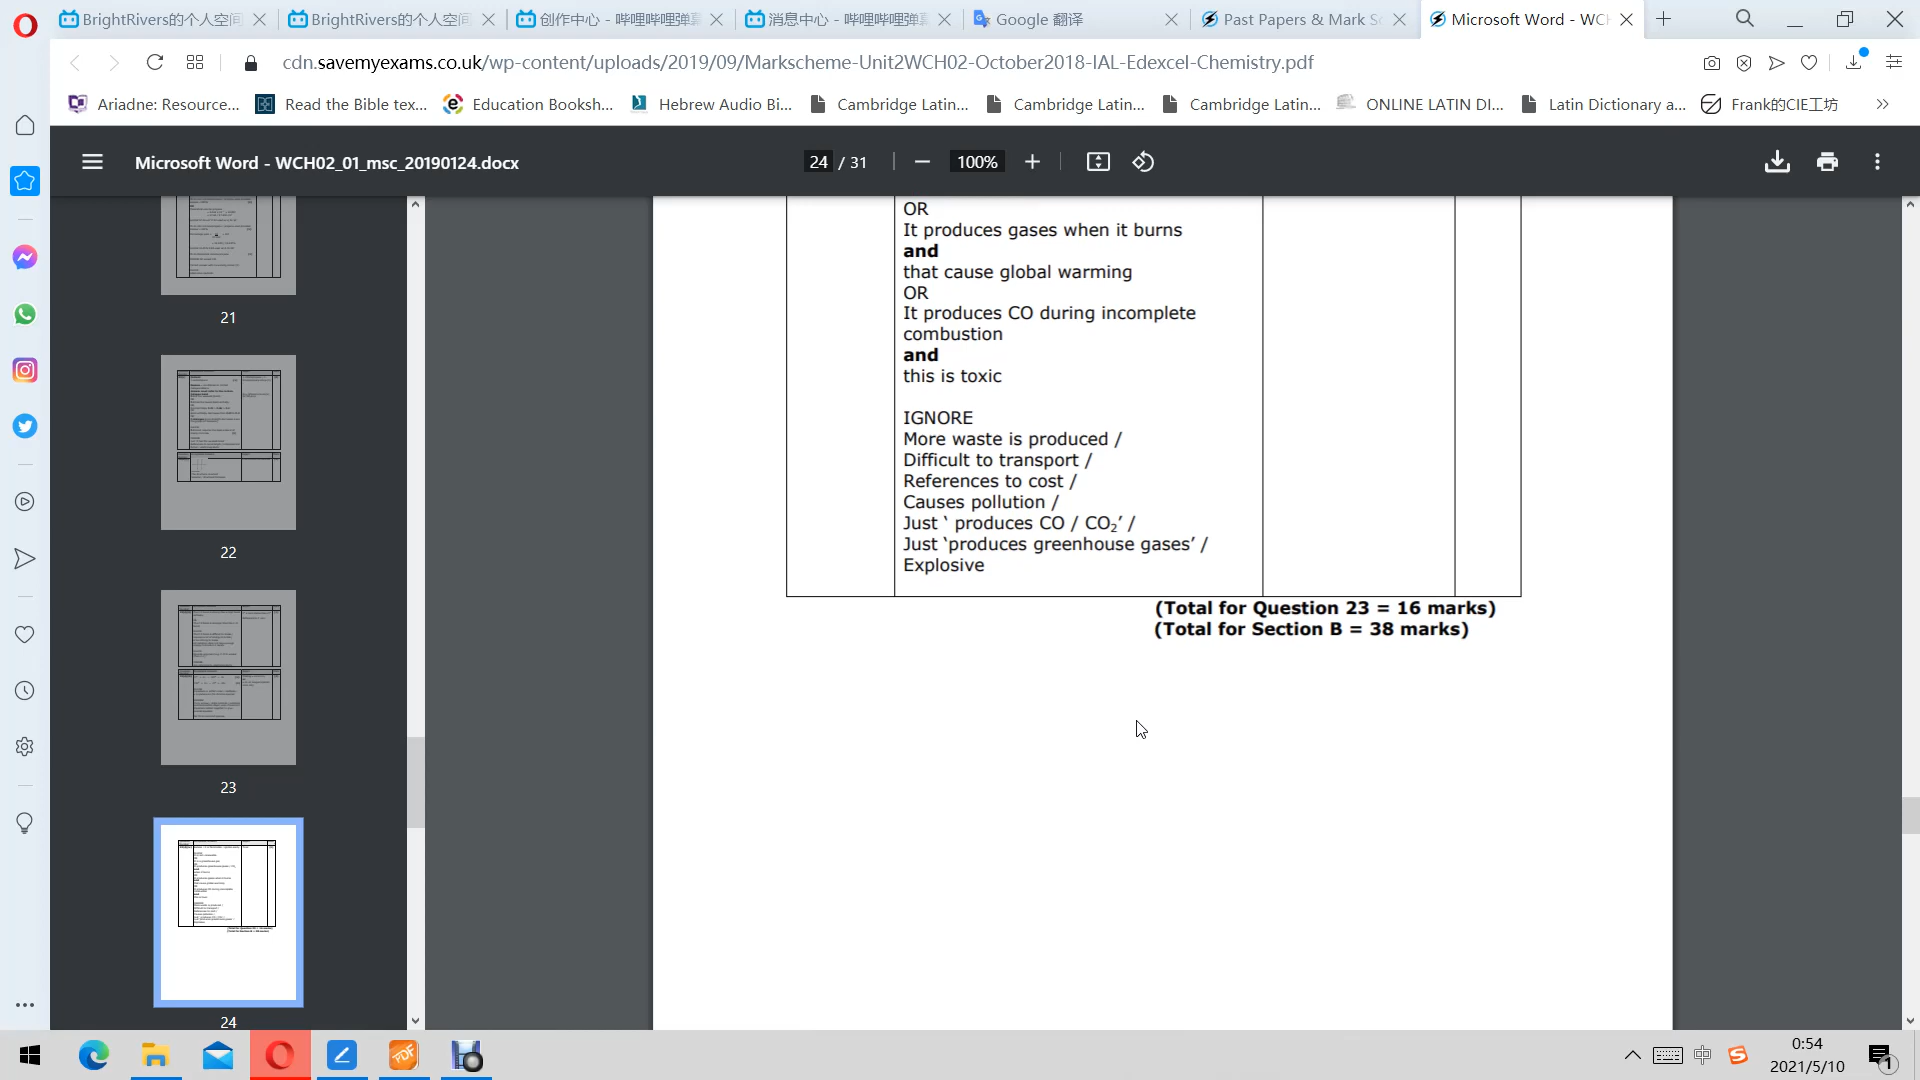 BrightRivers的个人空间
BrightRivers的个人空间
创作中心 - 哔哩哔哩弹幕
消息中心 - 哔哩哔哩弹幕
Google 翻译
Past Papers & Mark Sc
Microsoft Word - WCH
cdn.savemyexams.co.uk/wp-content/uploads/2019/09/Markscheme-Unit2WCH02-October2018-IAL-Edexcel-Chemistry.pdf
Ariadne: Resource...
Read the Bible tex...
Education Booksh...
Hebrew Audio Bi...
Cambridge Latin...
Cambridge Latin...
Cambridge Latin...
ONLINE LATIN DI...
Latin Dictionary a...
Frank的CIE工坊
Microsoft Word - WCH02_01_msc_20190124.docx
24 / 31
100%
21
22
23
24
OR
It produces gases when it burns
and
that cause global warming
OR
It produces CO during incomplete
combustion
and
this is toxic
IGNORE
More waste is produced /
Difficult to transport /
References to cost /
Causes pollution /
Just ‘ produces CO / CO₂’ /
Just ‘produces greenhouse gases’ /
Explosive
(Total for Question 23 = 16 marks)
(Total for Section B = 38 marks)
中
0:54
2021/5/10
1